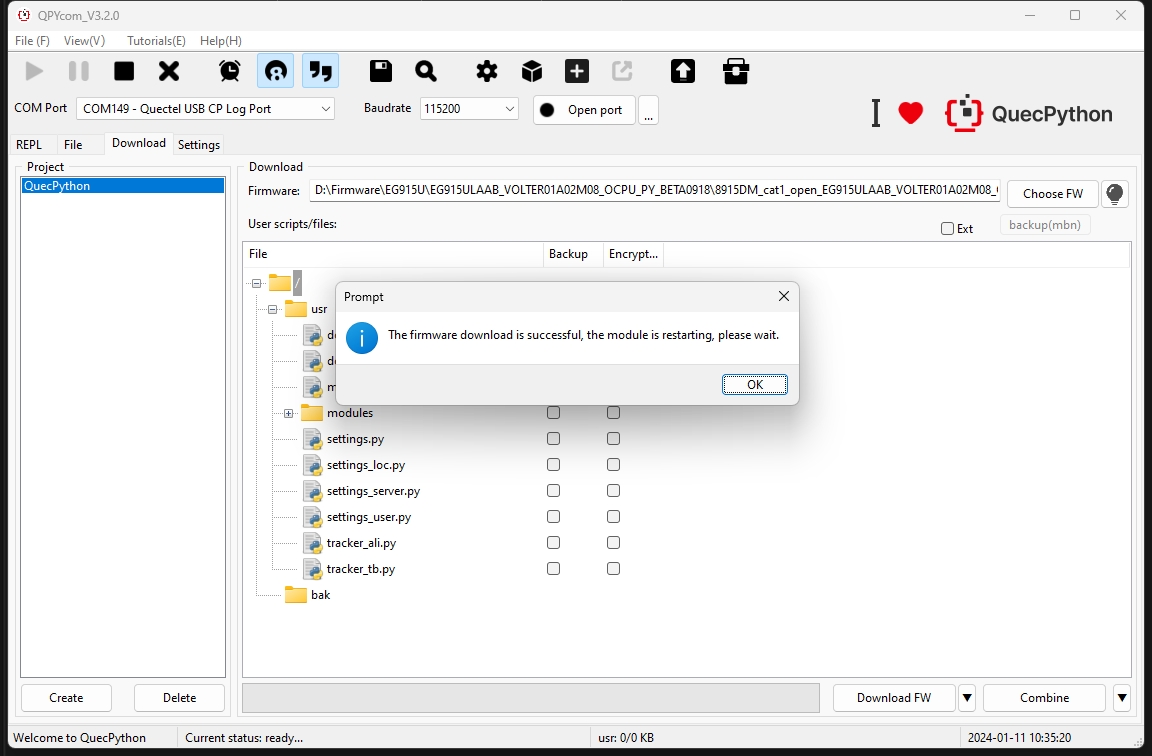 QPYcom_V3.2.0
File (F) View(V) Tutorials(E) Help(H)
COM Port COM149 - Quectel USB CP Log Port Baudrate 115200 Open port ...
QuecPython
REPL File Download Settings
Project
QuecPython
Download
Firmware: D:\Firmware\EG915U\EG915ULAAB_VOLTER01A02M08_OCPU_PY_BETA0918\8915DM_cat1_open_EG915ULAAB_VOLTER01A02M08_ Choose FW
User scripts/files: Ext backup(mbn)
File Backup Encrypt...
/
usr
Prompt
The firmware download is successful, the module is restarting, please wait.
OK
modules
settings.py
settings_loc.py
settings_server.py
settings_user.py
tracker_ali.py
tracker_tb.py
bak
Create Delete Download FW Combine
Welcome to QuecPython Current status: ready... usr: 0/0 KB 2024-01-11 10:35:20